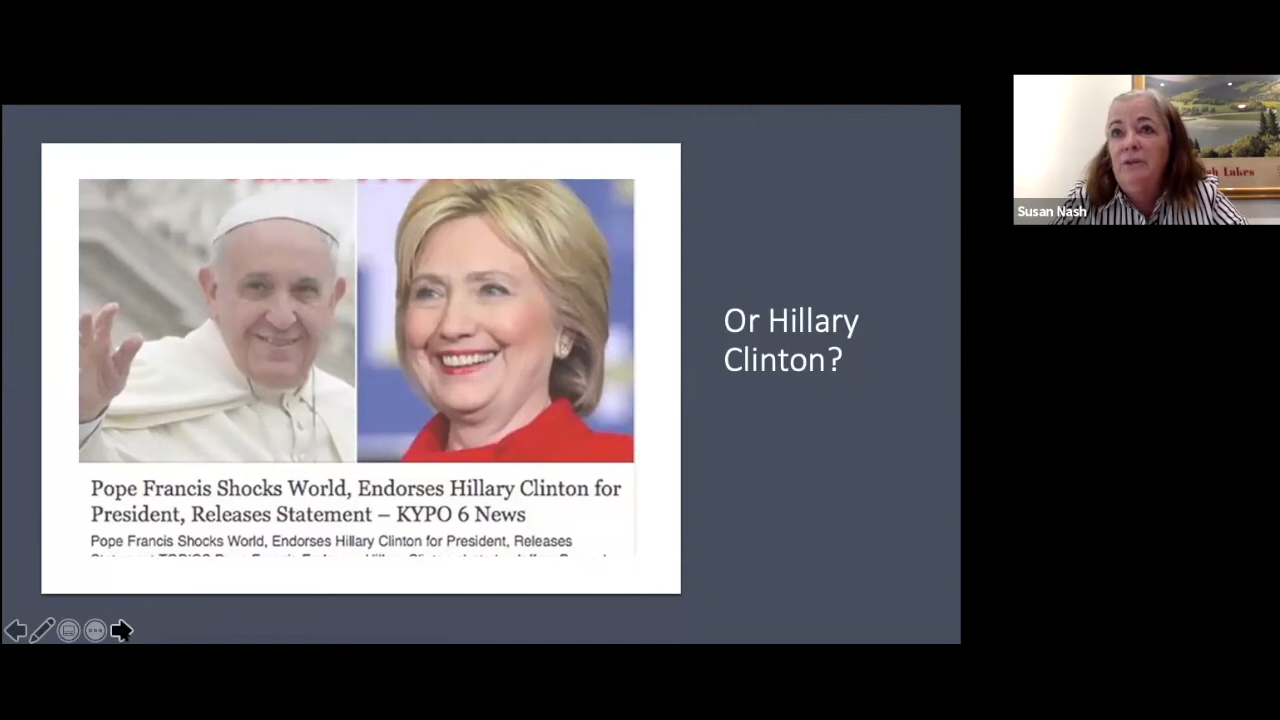 Pope Francis Shocks World, Endorses Hillary Clinton for
President, Releases Statement – KYPO 6 News
Pope Francis Shocks World, Endorses Hillary Clinton for President, Releases
Or Hillary
Clinton?
Lakes
Susan Nash